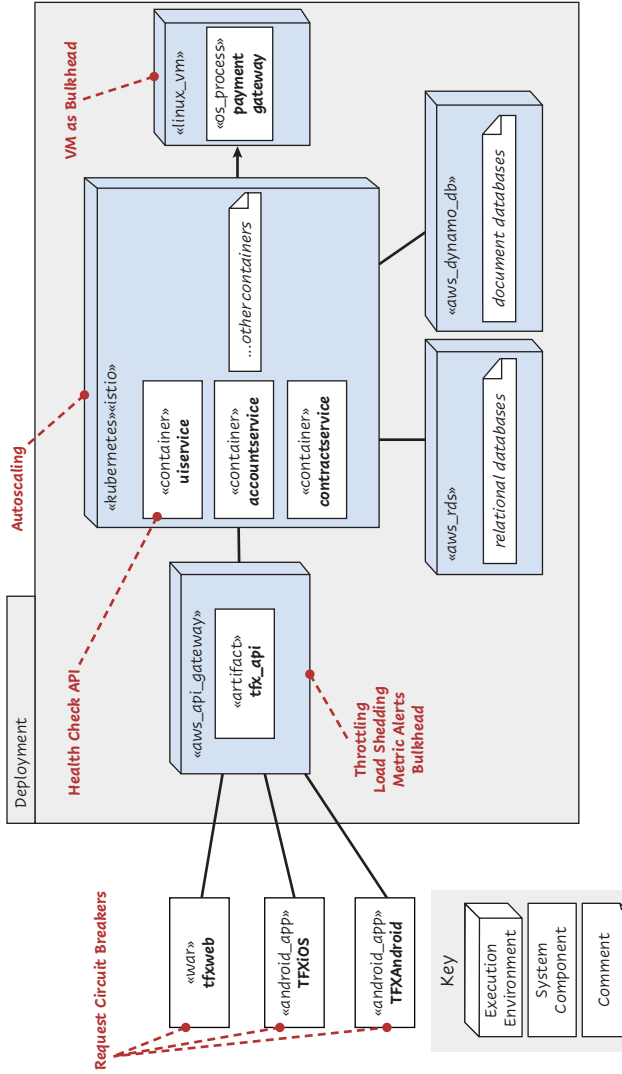 Deployment
Autoscaling
VM as Bulkhead
Health Check API
«kubernetes»«istio»
«linux_vm»
«os_process»
payment
gateway
«container»
uiservice
«container»
accountservice
«container»
contractservice
...other containers
«aws_api_gateway»
«artifact»
tfx_api
Throttling
Load Shedding
Metric Alerts
Bulkhead
«aws_rds»
relational databases
«aws_dynamo_db»
document databases
Request Circuit Breakers
«war»
tfxweb
«android_app»
TFXiOS
«android_app»
TFXAndroid
Key
Execution
Environment
System
Component
Comment